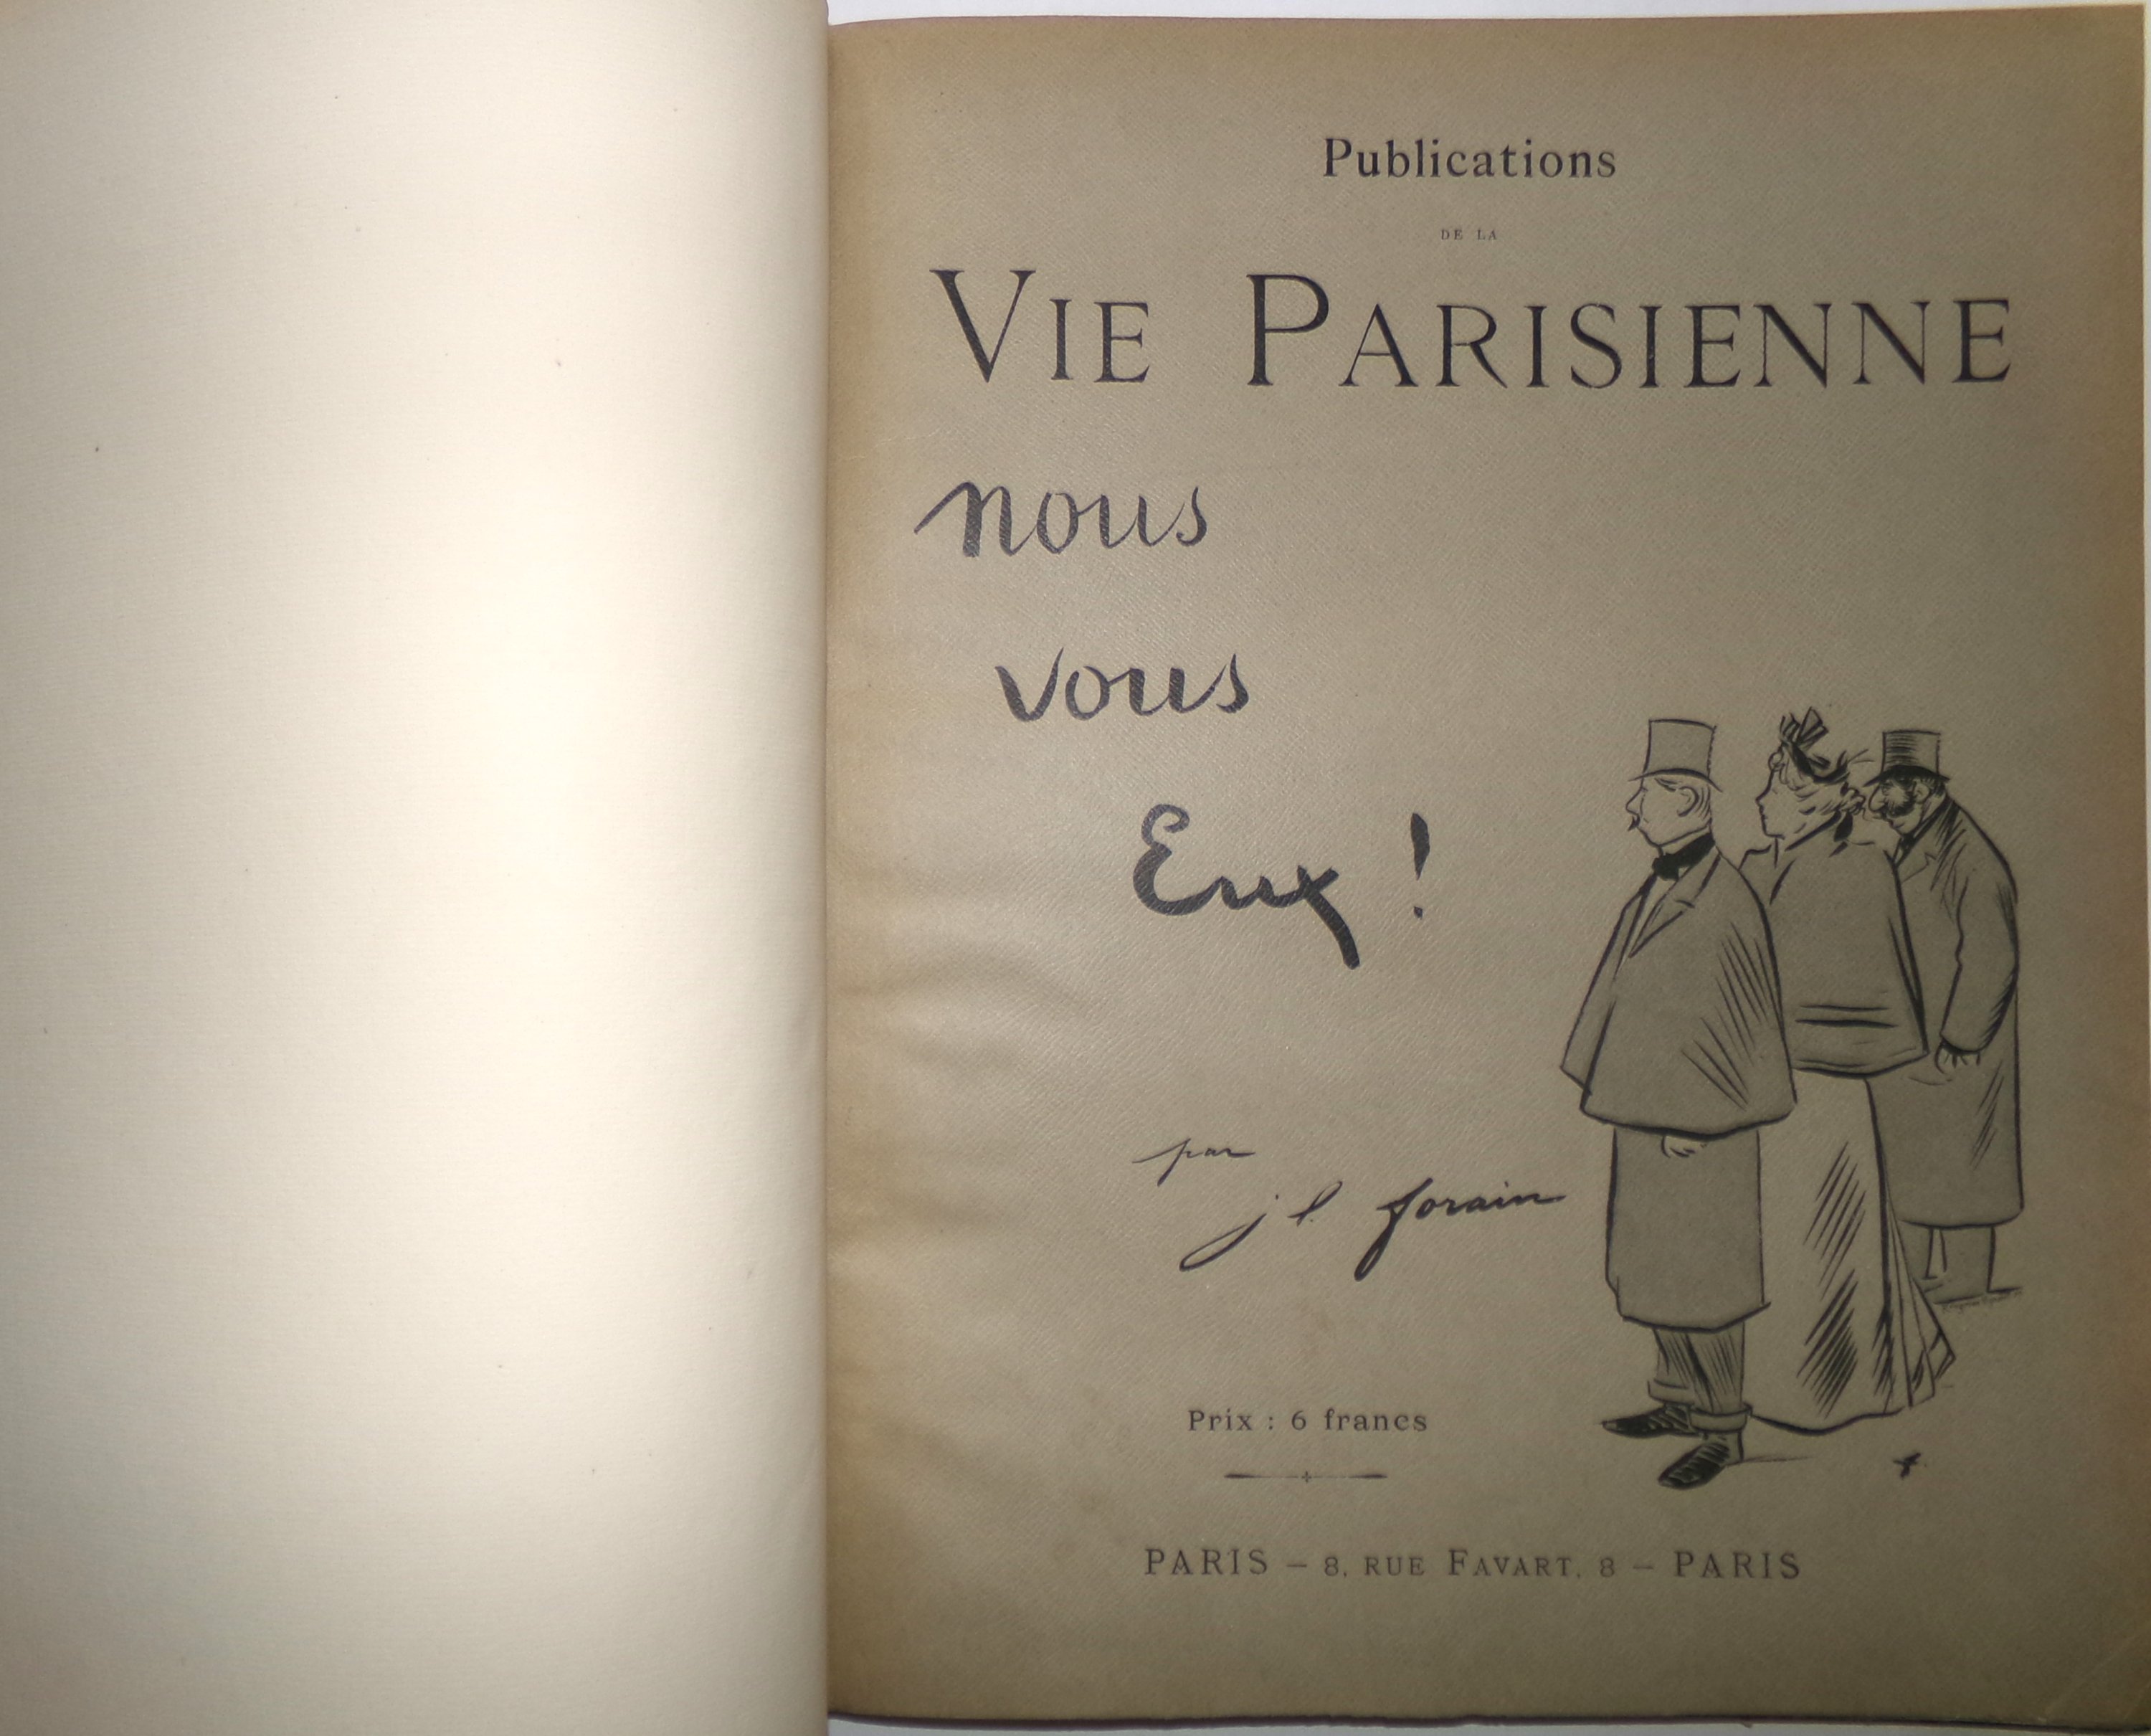 Publications
DE LA
VIE PARISIENNE
nous
vous
Eux !
par
j l forain
Prix : 6 francs
PARIS — 8, RUE FAVART, 8 — PARIS